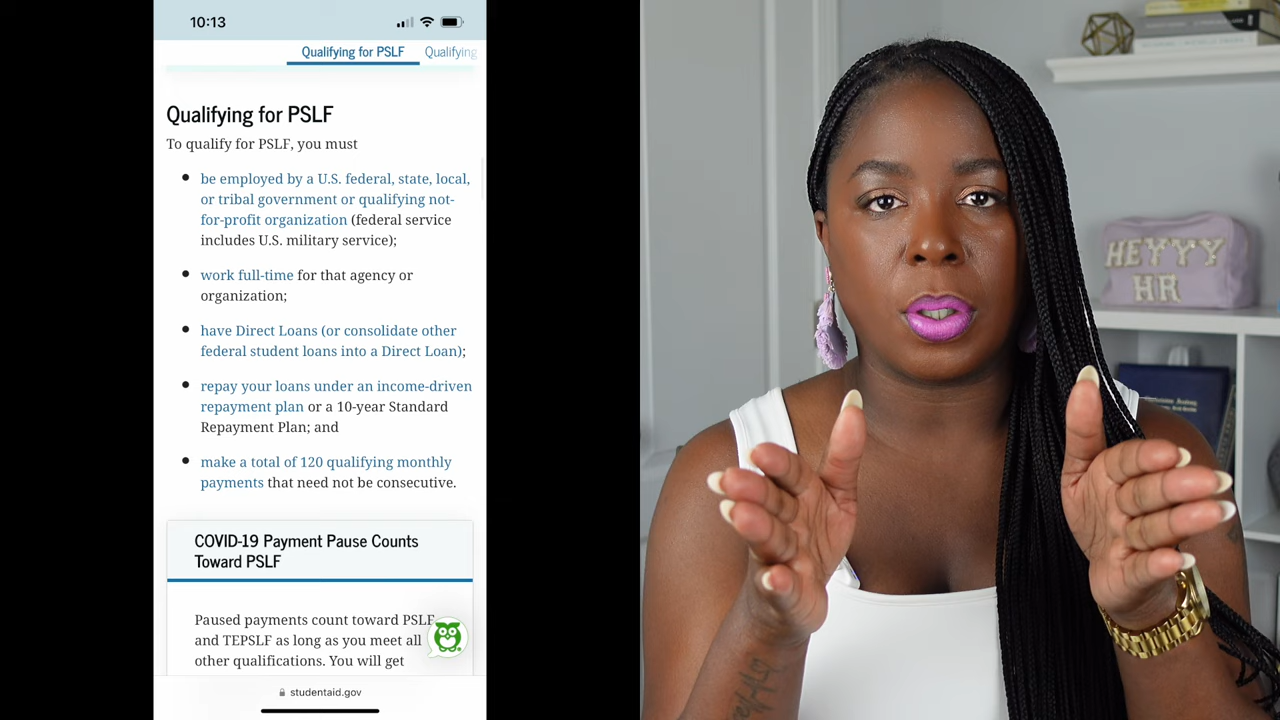 10:13
Qualifying for PSLF
Qualifying
Qualifying for PSLF
To qualify for PSLF, you must
be employed by a U.S. federal, state, local,
or tribal government or qualifying not-
for-profit organization (federal service
includes U.S. military service);
work full-time for that agency or
organization;
have Direct Loans (or consolidate other
federal student loans into a Direct Loan);
repay your loans under an income-driven
repayment plan or a 10-year Standard
Repayment Plan; and
make a total of 120 qualifying monthly
payments that need not be consecutive.
COVID-19 Payment Pause Counts
Toward PSLF
Paused payments count toward PSLF
and TEPSLF as long as you meet all
other qualifications. You will get
studentaid.gov
HEYYY
HR